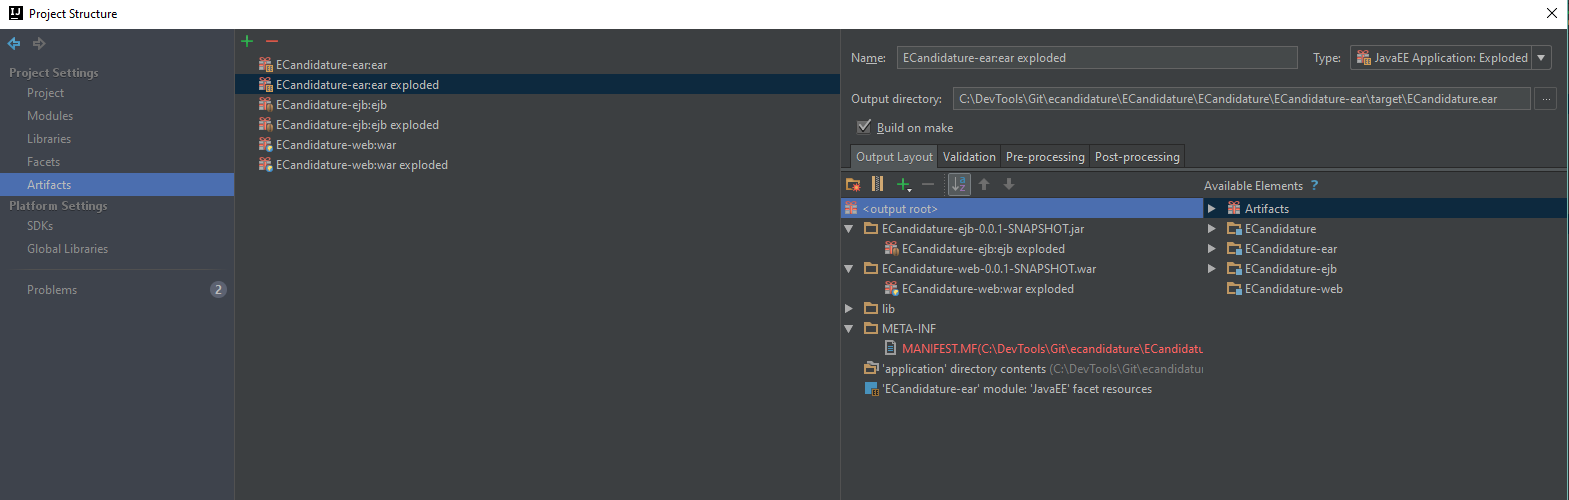 Project Structure
Project Settings
Project
Modules
Libraries
Facets
Artifacts
Platform Settings
SDKs
Global Libraries
Problems 2
ECandidature-ear:ear
ECandidature-ear:ear exploded
ECandidature-ejb:ejb
ECandidature-ejb:ejb exploded
ECandidature-web:war
ECandidature-web:war exploded
Name: ECandidature-ear:ear exploded Type: JavaEE Application: Exploded
Output directory: C:\DevTools\Git\ecandidature\ECandidature\ECandidature\ECandidature-ear\target\ECandidature.ear ...
Build on make
Output Layout Validation Pre-processing Post-processing
<output root>
ECandidature-ejb-0.0.1-SNAPSHOT.jar
ECandidature-ejb:ejb exploded
ECandidature-web-0.0.1-SNAPSHOT.war
ECandidature-web:war exploded
lib
META-INF
MANIFEST.MF(C:\DevTools\Git\ecandidature\ECandidatu
'application' directory contents (C:\DevTools\Git\ecandidatur
'ECandidature-ear' module: 'JavaEE' facet resources
Available Elements ?
Artifacts
ECandidature
ECandidature-ear
ECandidature-ejb
ECandidature-web